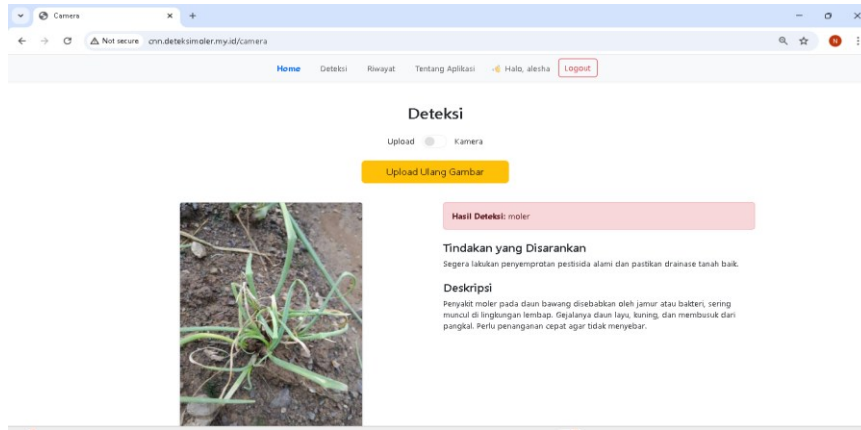 Camera
Not secure cnn.deteksimoler.my.id/camera
N
Home Deteksi Riwayat Tentang Aplikasi 👋 Halo, alesha Logout
Deteksi
Upload Kamera
Upload Ulang Gambar
Hasil Deteksi: moler
Tindakan yang Disarankan
Segera lakukan penyemprotan pestisida alami dan pastikan drainase tanah baik.
Deskripsi
Penyakit moler pada daun bawang disebabkan oleh jamur atau bakteri, sering
muncul di lingkungan lembap. Gejalanya daun layu, kuning, dan membusuk dari
pangkal. Perlu penanganan cepat agar tidak menyebar.